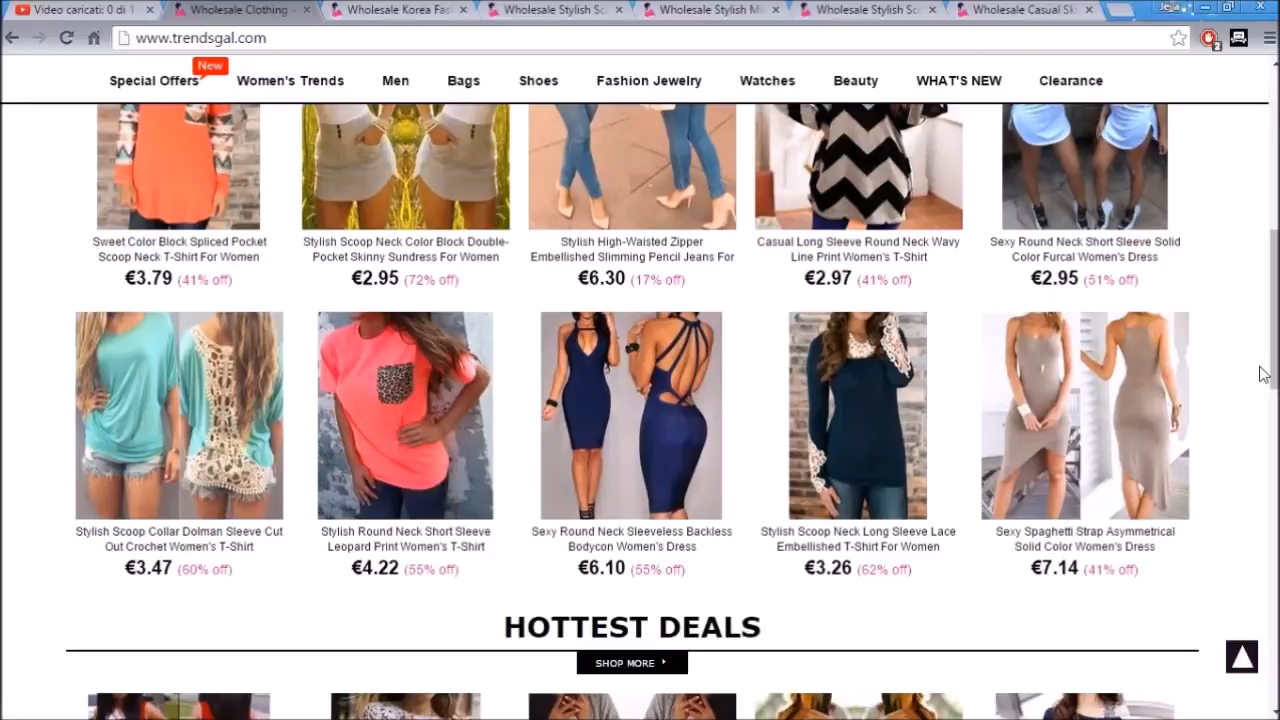 Video caricati: 0 di 1
Wholesale Clothing -
Wholesale Korea Fas
Wholesale Stylish Sc
Wholesale Stylish M
Wholesale Stylish Sc
Wholesale Casual Sk
www.trendsgal.com
2
New
Special Offers
Women's Trends
Men
Bags
Shoes
Fashion Jewelry
Watches
Beauty
WHAT'S NEW
Clearance
Sweet Color Block Spliced Pocket
Scoop Neck T-Shirt For Women
€3.79 (41% off)
Stylish Scoop Neck Color Block Double-
Pocket Skinny Sundress For Women
€2.95 (72% off)
Stylish High-Waisted Zipper
Embellished Slimming Pencil Jeans For
€6.30 (17% off)
Casual Long Sleeve Round Neck Wavy
Line Print Women's T-Shirt
€2.97 (41% off)
Sexy Round Neck Short Sleeve Solid
Color Furcal Women's Dress
€2.95 (51% off)
Stylish Scoop Collar Dolman Sleeve Cut
Out Crochet Women's T-Shirt
€3.47 (60% off)
Stylish Round Neck Short Sleeve
Leopard Print Women's T-Shirt
€4.22 (55% off)
Sexy Round Neck Sleeveless Backless
Bodycon Women's Dress
€6.10 (55% off)
Stylish Scoop Neck Long Sleeve Lace
Embellished T-Shirt For Women
€3.26 (62% off)
Sexy Spaghetti Strap Asymmetrical
Solid Color Women's Dress
€7.14 (41% off)
HOTTEST DEALS
SHOP MORE